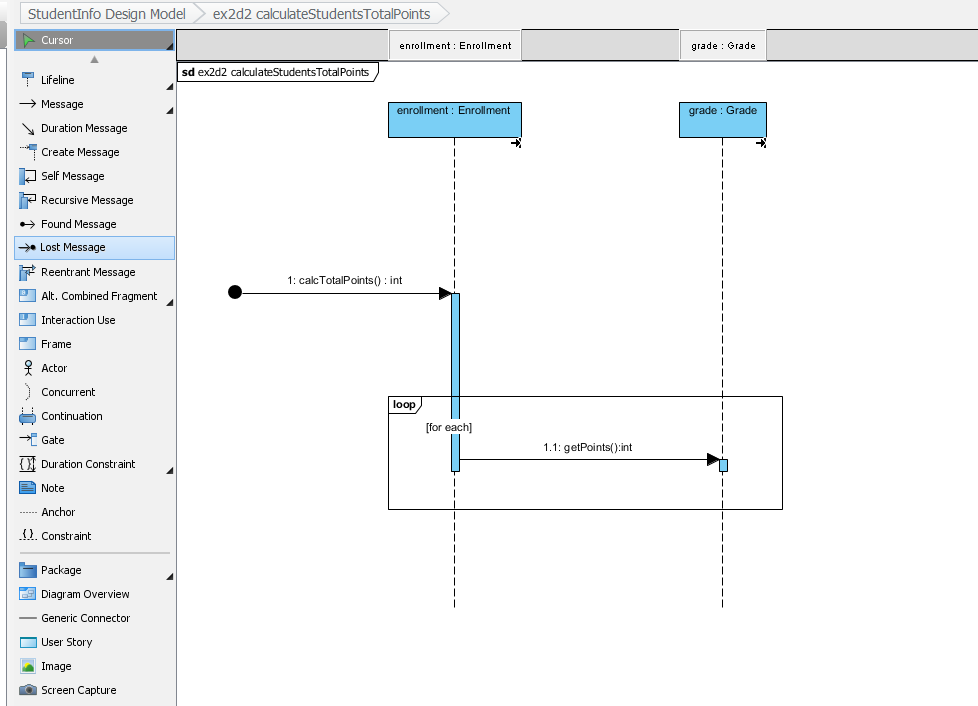 StudentInfo Design Model
ex2d2 calculateStudentsTotalPoints
Cursor
Lifeline
Message
Duration Message
Create Message
Self Message
Recursive Message
Found Message
Lost Message
Reentrant Message
Alt. Combined Fragment
Interaction Use
Frame
Actor
Concurrent
Continuation
Gate
Duration Constraint
Note
Anchor
Constraint
Package
Diagram Overview
Generic Connector
User Story
Image
Screen Capture
enrollment : Enrollment
grade : Grade
sd ex2d2 calculateStudentsTotalPoints
enrollment : Enrollment
grade : Grade
1: calcTotalPoints() : int
loop
[for each]
1.1: getPoints():int